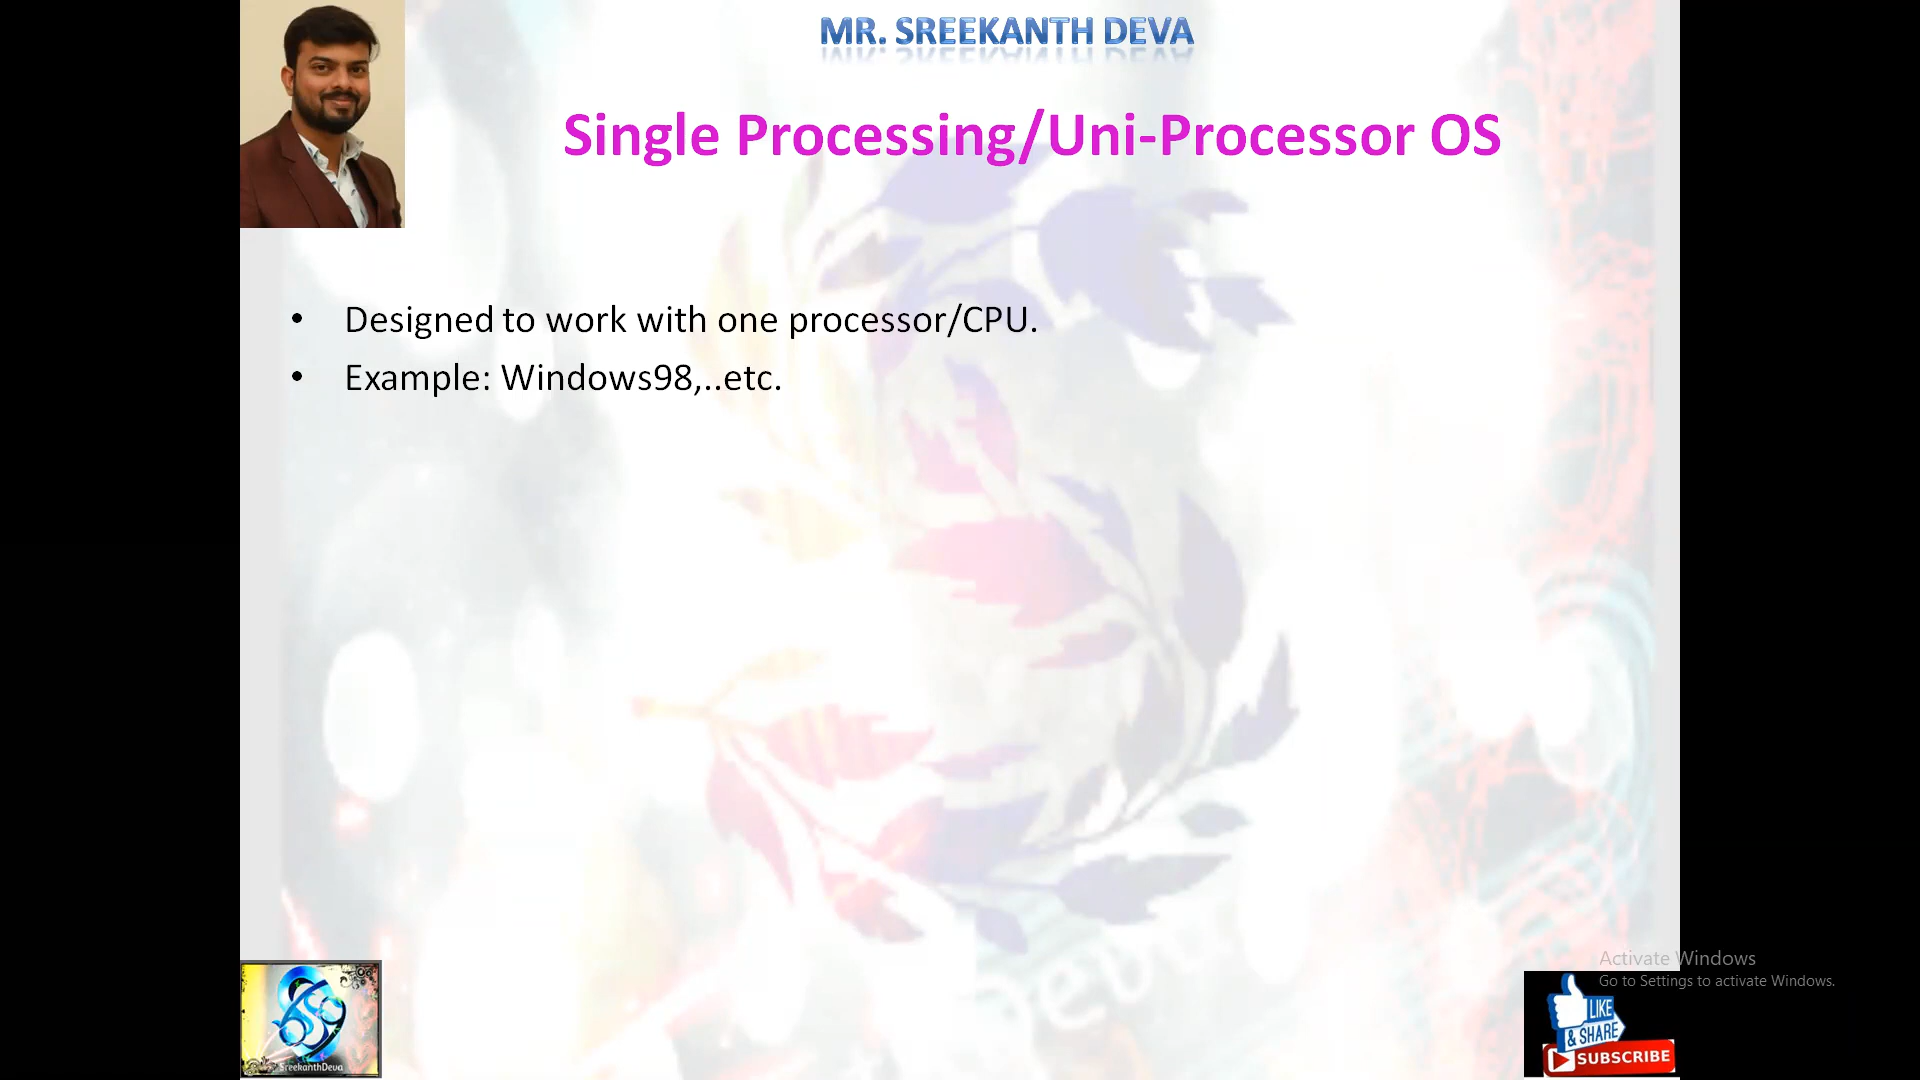 MR. SREEKANTH DEVA
Single Processing/Uni-Processor OS
• Designed to work with one processor/CPU.
• Example: Windows98,..etc.
Activate Windows
Go to Settings to activate Windows.
LIKE
& SHARE
SUBSCRIBE
SreekanthDeva